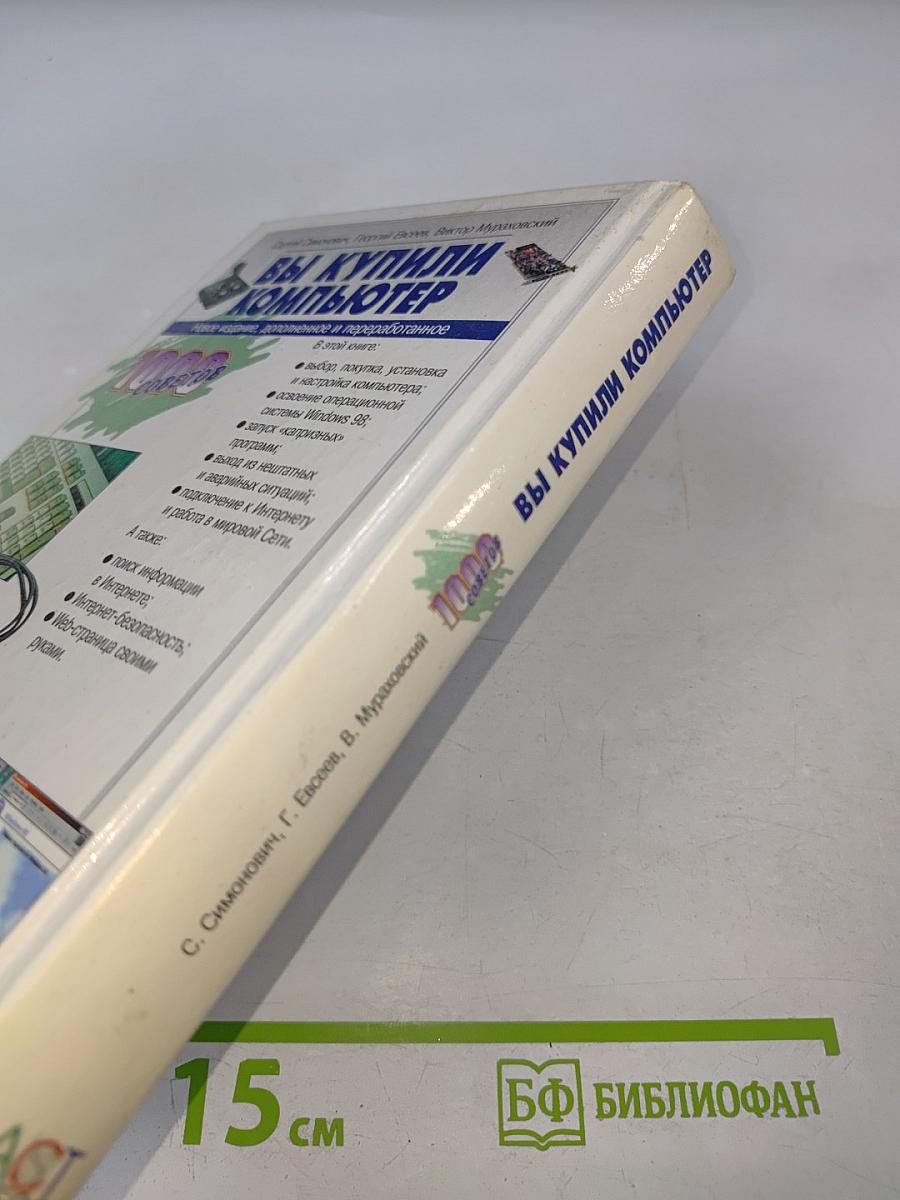 Сергей Симонович, Георгий Евсеев, Виктор Мураховский
ВЫ КУПИЛИ
КОМПЬЮТЕР
Новое издание, дополненное и переработанное
1000
СОВЕТОВ
В этой книге:
● выбор, покупка, установка
и настройка компьютера;
● освоение операционной
системы Windows 98;
● запуск «капризных»
программ;
● выход из нештатных
и аварийных ситуаций;
● подключение к Интернету
и работа в мировой Сети.
А также:
● поиск информации
в Интернете;
● Интернет-безопасность;
● Web-страница своими
руками.
С. Симонович, Г. Евсеев, В. Мураховский
1000
СОВЕТОВ
ВЫ КУПИЛИ КОМПЬЮТЕР
АСТ
15 см
БФ БИБЛИОФАН